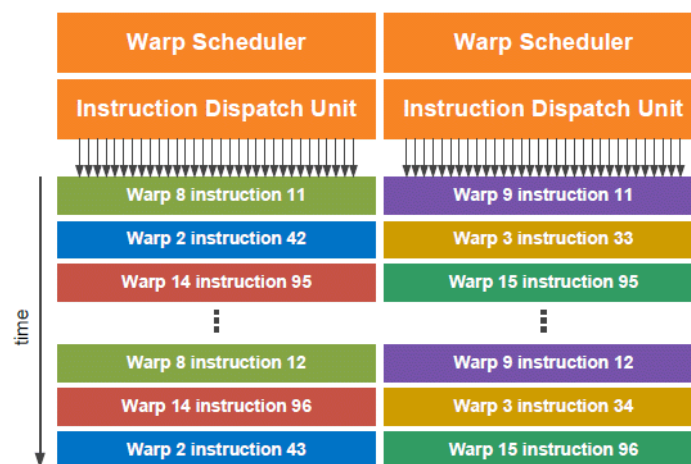 Warp Scheduler
Warp Scheduler
Instruction Dispatch Unit
Instruction Dispatch Unit
time
Warp 8 instruction 11
Warp 9 instruction 11
Warp 2 instruction 42
Warp 3 instruction 33
Warp 14 instruction 95
Warp 15 instruction 95
Warp 8 instruction 12
Warp 9 instruction 12
Warp 14 instruction 96
Warp 3 instruction 34
Warp 2 instruction 43
Warp 15 instruction 96